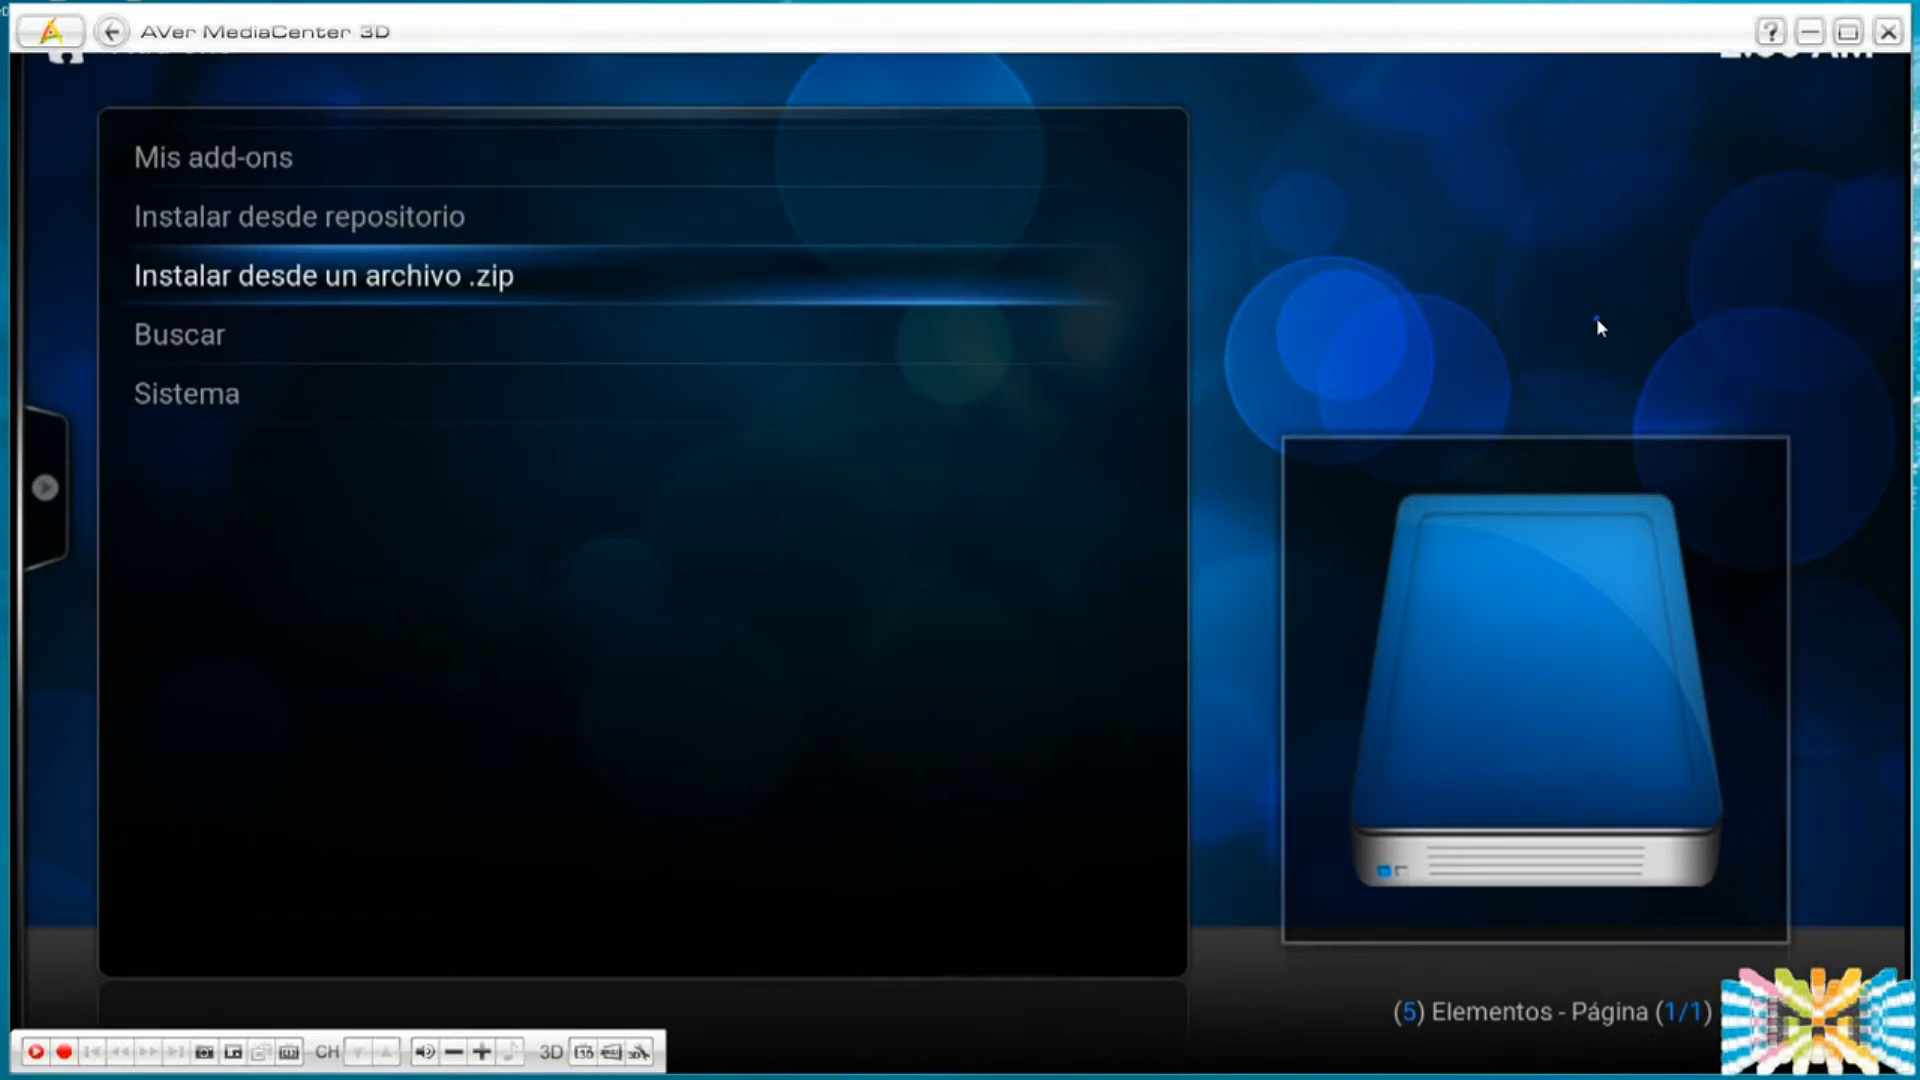 AVer MediaCenter 3D
Mis add-ons
Instalar desde repositorio
Instalar desde un archivo .zip
Buscar
Sistema
(5) Elementos - Página (1/1)
CH
3D